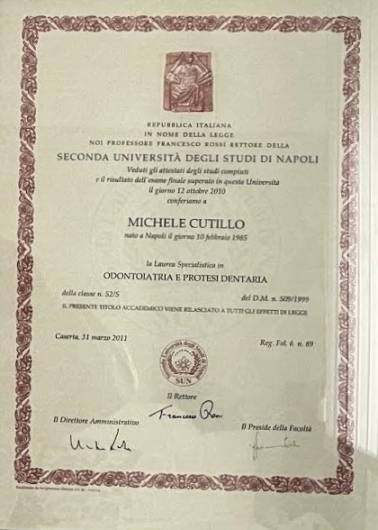 REPUBBLICA ITALIANA
IN NOME DELLA LEGGE
NOI PROFESSORE FRANCESCO ROSSI RETTORE DELLA
SECONDA UNIVERSITÀ DEGLI STUDI DI NAPOLI
Veduti gli attestati degli studi compiuti
e il risultato dell'esame finale superato in questa Università
il giorno 12 ottobre 2010
conferiamo a
MICHELE CUTILLO
nato a Napoli il giorno 10 febbraio 1985
la Laurea Specialistica in
ODONTOIATRIA E PROTESI DENTARIA
della classe n. 52/S del D.M. n. 509/1999
IL PRESENTE TITOLO ACCADEMICO VIENE RILASCIATO A TUTTI GLI EFFETTI DI LEGGE
Caserta, 31 marzo 2011 Reg. Fol. 6 n. 89
SUN
Il Rettore
Francesco Rossi
Il Direttore Amministrativo Il Preside della Facoltà